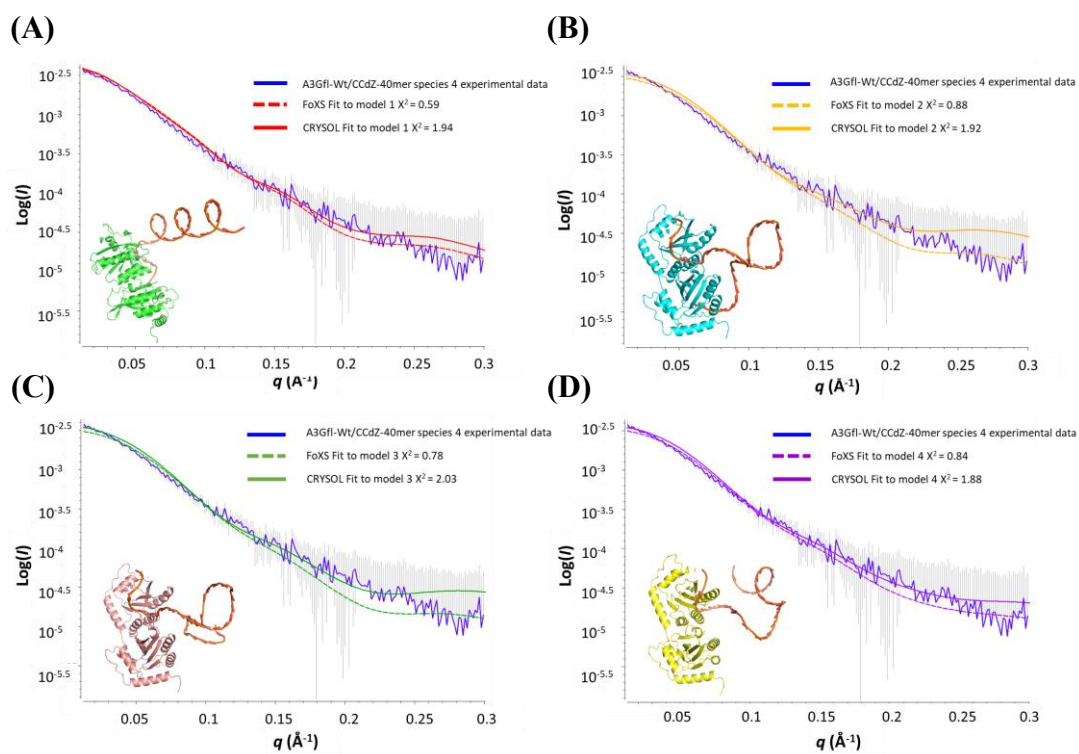 (A)
A3Gfl-Wt/CCdZ-40mer species 4 experimental data
FoXS Fit to model 1 X² = 0.59
CRYSOL Fit to model 1 X² = 1.94
Log(I)
10⁻²·⁵
10⁻³
10⁻³·⁵
10⁻⁴
10⁻⁴·⁵
10⁻⁵
10⁻⁵·⁵
0.05
0.1
0.15
0.2
0.25
0.3
q (Å⁻¹)
(B)
A3Gfl-Wt/CCdZ-40mer species 4 experimental data
FoXS Fit to model 2 X² = 0.88
CRYSOL Fit to model 2 X² = 1.92
Log(I)
10⁻²·⁵
10⁻³
10⁻³·⁵
10⁻⁴
10⁻⁴·⁵
10⁻⁵
10⁻⁵·⁵
0.05
0.1
0.15
0.2
0.25
0.3
q (Å⁻¹)
(C)
A3Gfl-Wt/CCdZ-40mer species 4 experimental data
FoXS Fit to model 3 X² = 0.78
CRYSOL Fit to model 3 X² = 2.03
Log(I)
10⁻²·⁵
10⁻³
10⁻³·⁵
10⁻⁴
10⁻⁴·⁵
10⁻⁵
10⁻⁵·⁵
0.05
0.1
0.15
0.2
0.25
0.3
q (Å⁻¹)
(D)
A3Gfl-Wt/CCdZ-40mer species 4 experimental data
FoXS Fit to model 4 X² = 0.84
CRYSOL Fit to model 4 X² = 1.88
Log(I)
10⁻²·⁵
10⁻³
10⁻³·⁵
10⁻⁴
10⁻⁴·⁵
10⁻⁵
10⁻⁵·⁵
0.05
0.1
0.15
0.2
0.25
0.3
q (Å⁻¹)